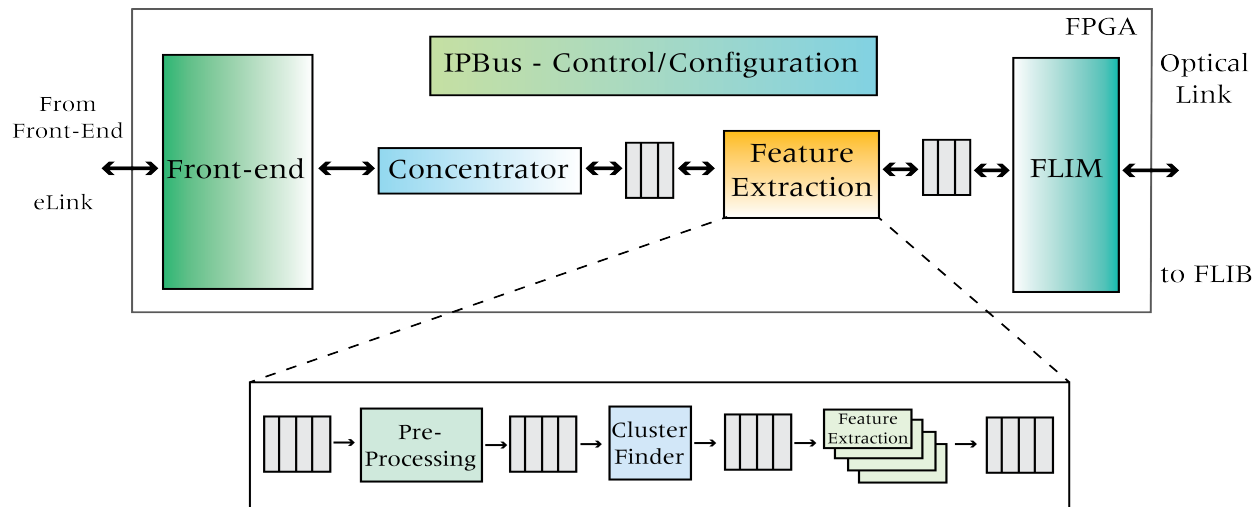 FPGA
IPBus - Control/Configuration
Optical
Link
From
Front-End
eLink
Front-end
Concentrator
Feature
Extraction
FLIM
to FLIB
Pre-
Processing
Cluster
Finder
Feature
Extraction